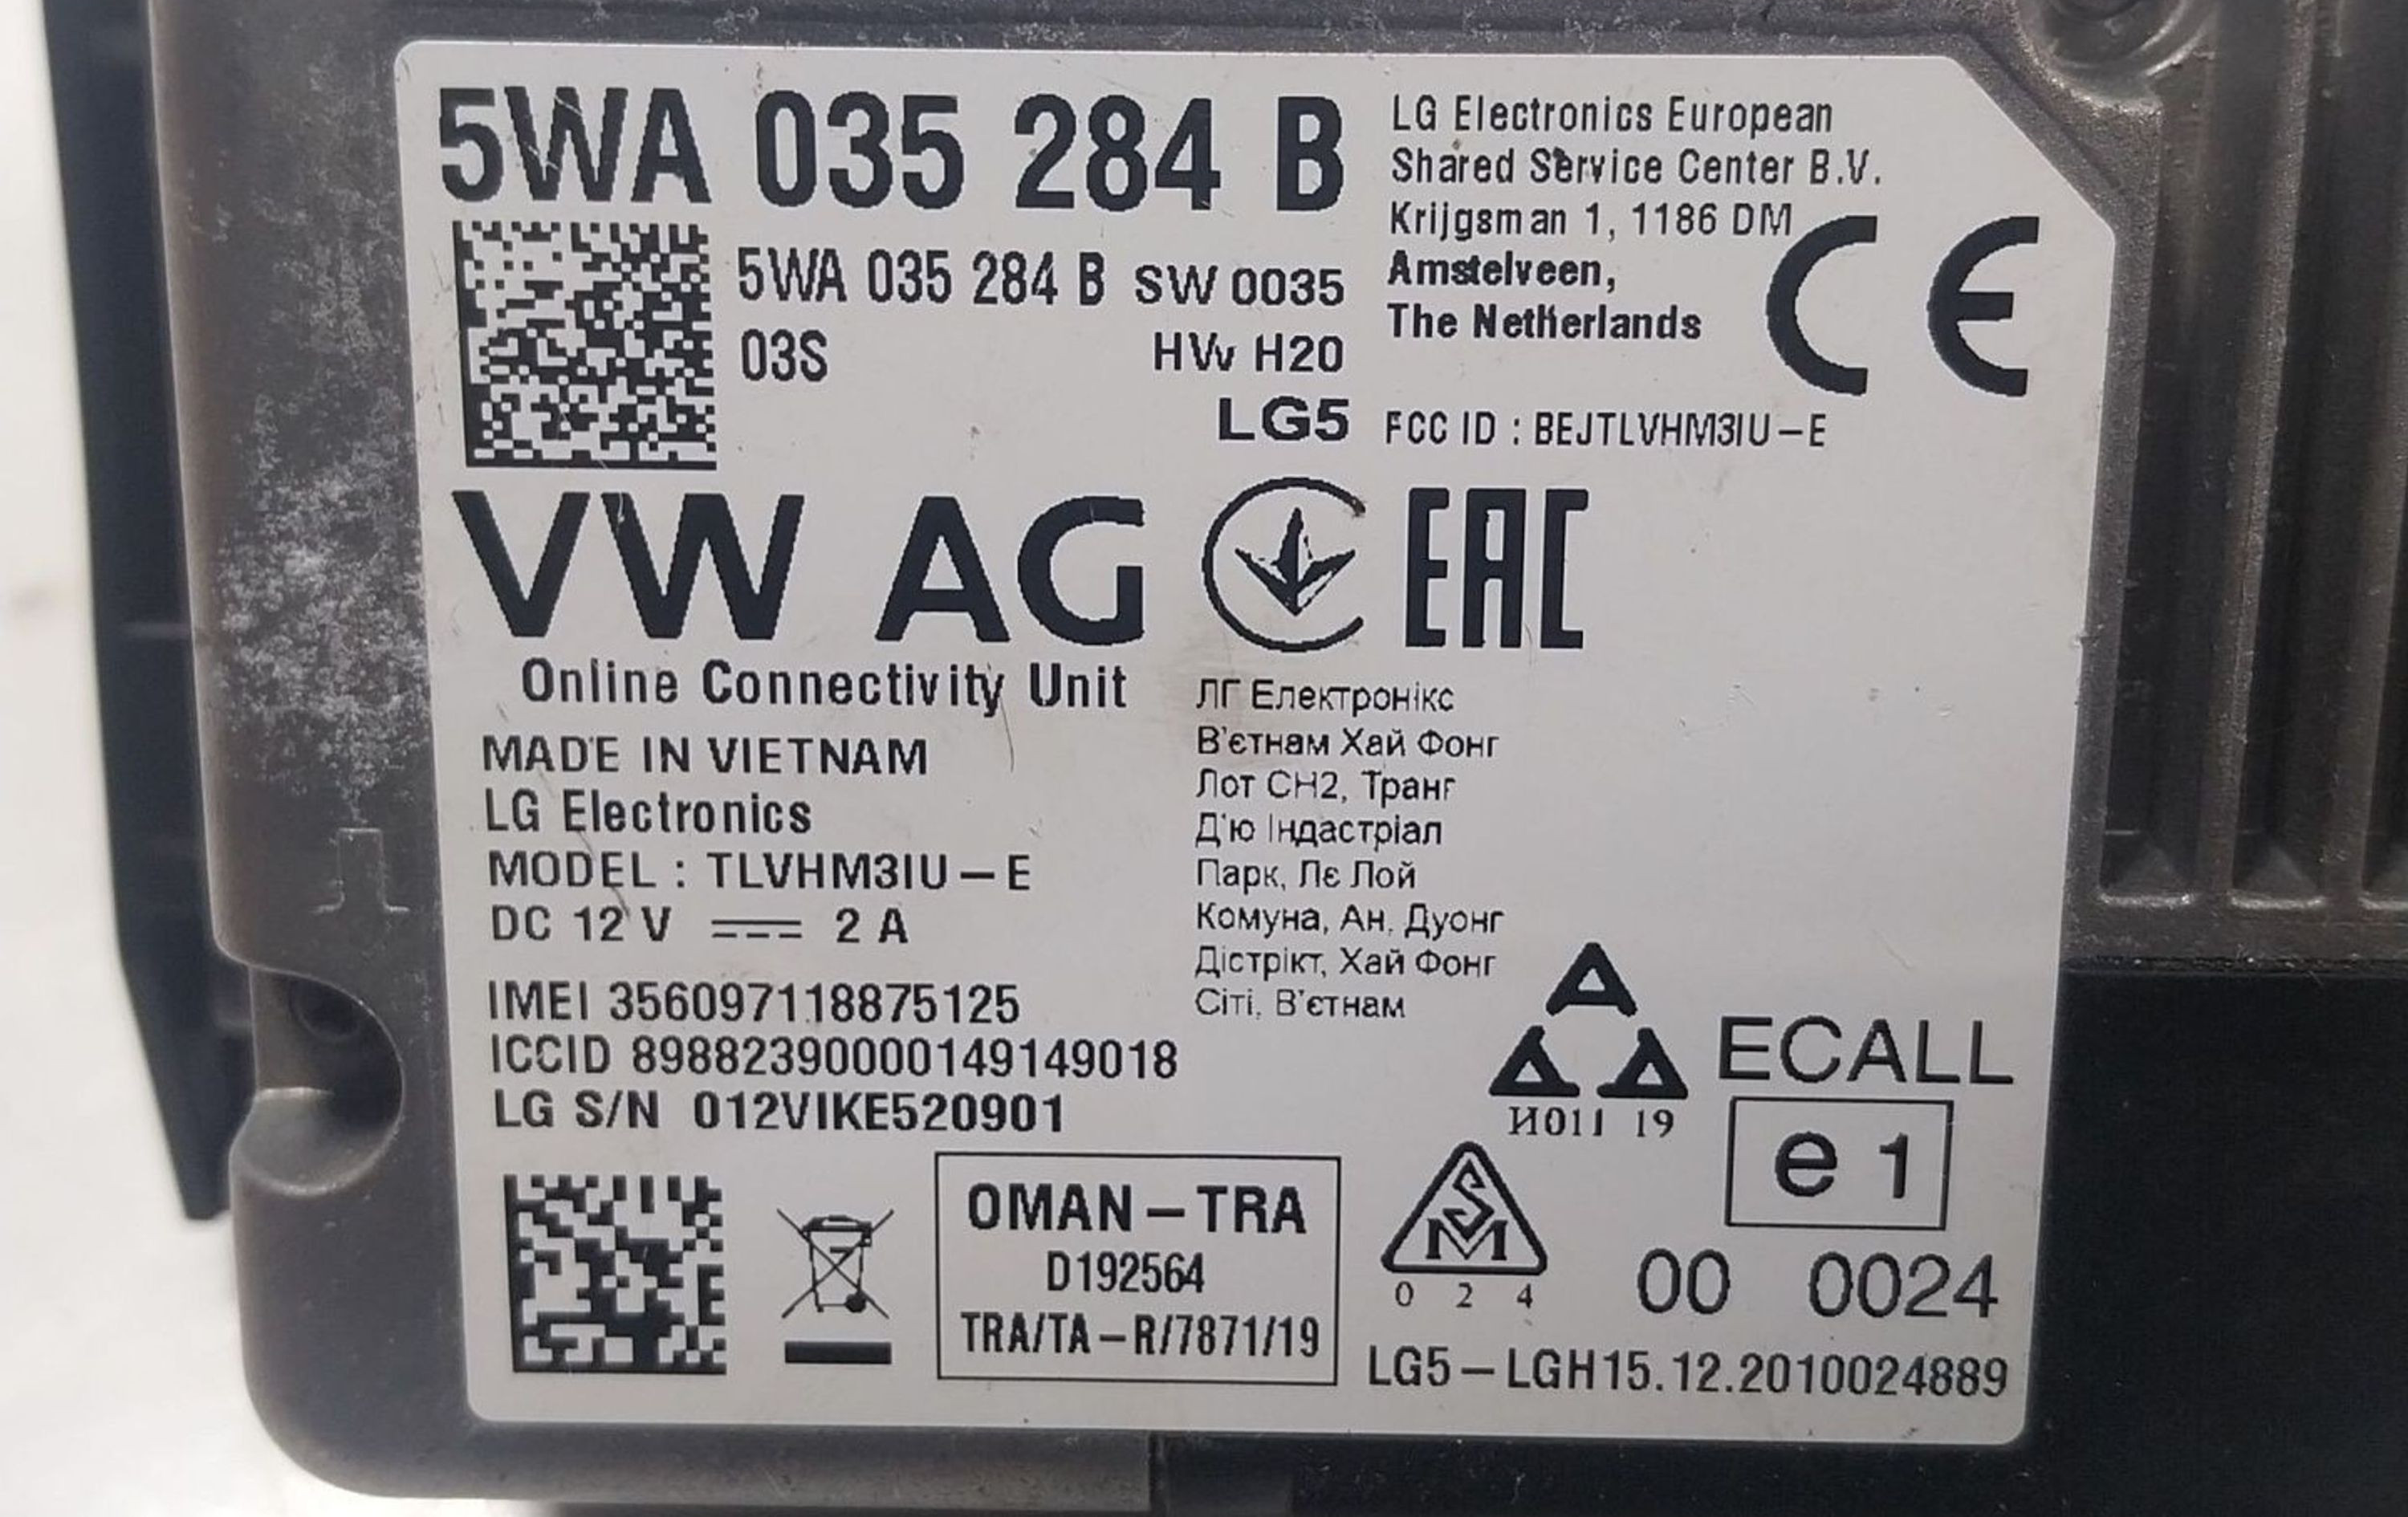 5WA 035 284 B
5WA 035 284 B SW 0035
03S HW H20
LG5
LG Electronics European
Shared Service Center B.V.
Krijgsman 1, 1186 DM
Amstelveen,
The Netherlands
CE
FCC ID : BEJTLVHM3IU-E
VW AG
EAC
Online Connectivity Unit
MADE IN VIETNAM
LG Electronics
MODEL : TLVHM3IU-E
DC 12 V 2 A
IMEI 356097118875125
ICCID 89882390000149149018
LG S/N 012VIKE520901
ЛГ Електронікс
В'єтнам Хай Фонг
Лот CH2, Транг
Д'ю Індастріал
Парк, Лє Лой
Комуна, Ан, Дуонг
Дістрікт, Хай Фонг
Сіті, В'єтнам
И011 19
ECALL
e 1
00 0024
OMAN-TRA
D192564
TRA/TA-R/7871/19
SM
0 2 4
LG5-LGH15.12.2010024889